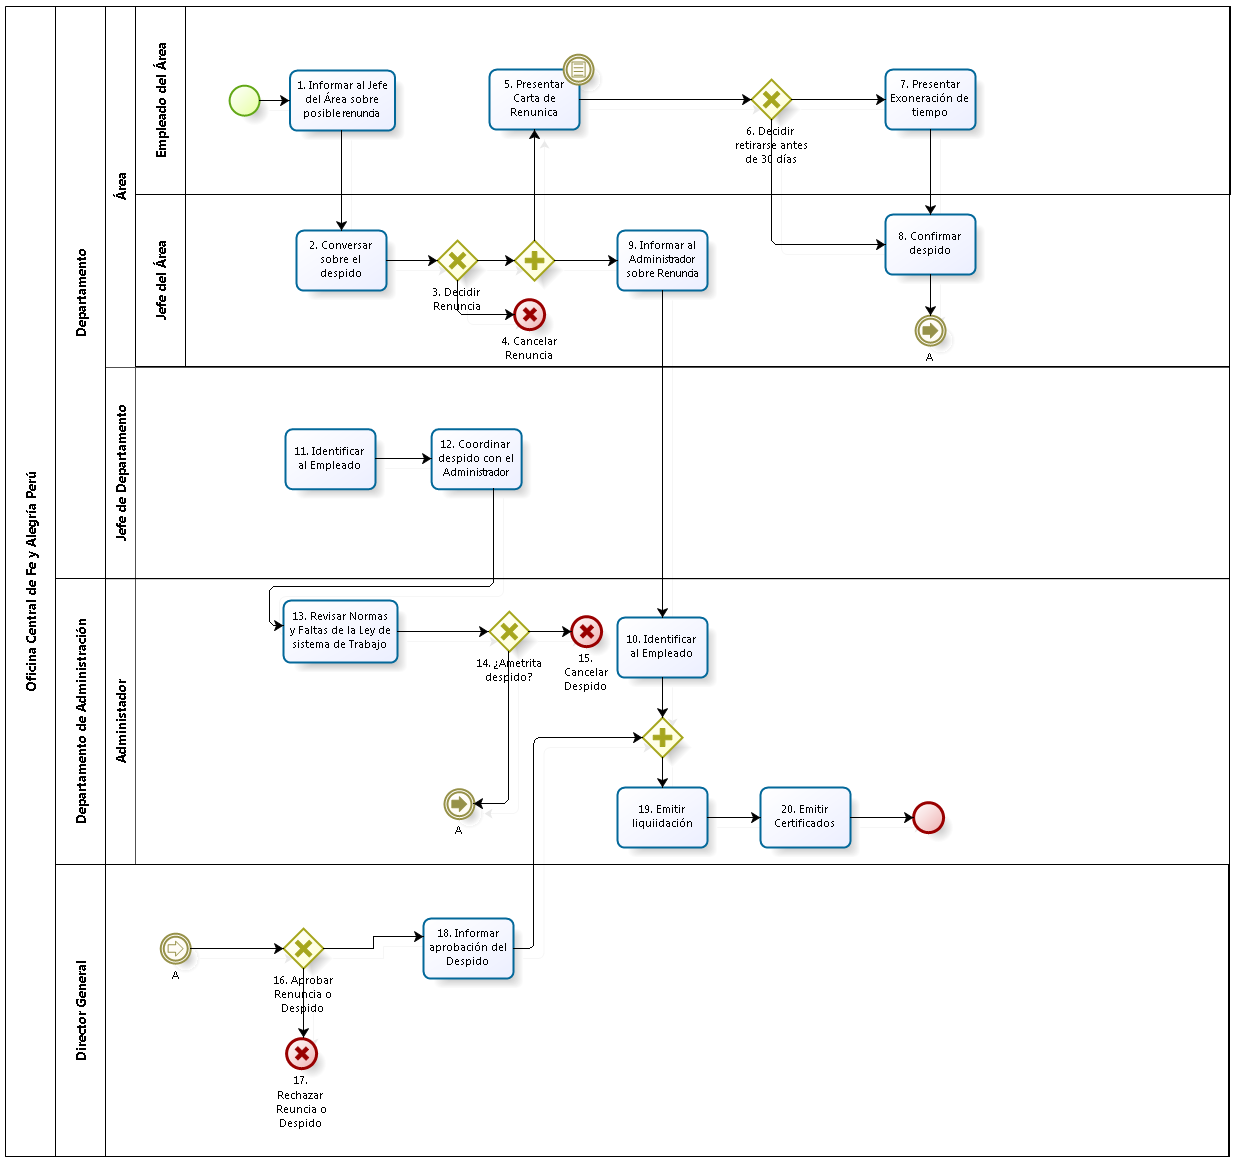 Oficina Central de Fe y Alegría Perú
Departamento
Área
Empleado del Área
1. Informar al Jefe
del Área sobre
posible renuncia
5. Presentar
Carta de
Renunica
6. Decidir
retirarse antes
de 30 días
7. Presentar
Exoneración de
tiempo
Jefe del Área
2. Conversar
sobre el
despido
3. Decidir
Renuncia
4. Cancelar
Renuncia
9. Informar al
Administrador
sobre Renuncia
8. Confirmar
despido
A
Jefe de Departamento
11. Identificar
al Empleado
12. Coordinar
despido con el
Administrador
Departamento de Administración
Administador
13. Revisar Normas
y Faltas de la Ley de
sistema de Trabajo
14. ¿Ametrita
despido?
15.
Cancelar
Despido
10. Identificar
al Empleado
A
19. Emitir
liquiidación
20. Emitir
Certificados
Director General
A
16. Aprobar
Renuncia o
Despido
18. Informar
aprobación del
Despido
17.
Rechazar
Reuncia o
Despido